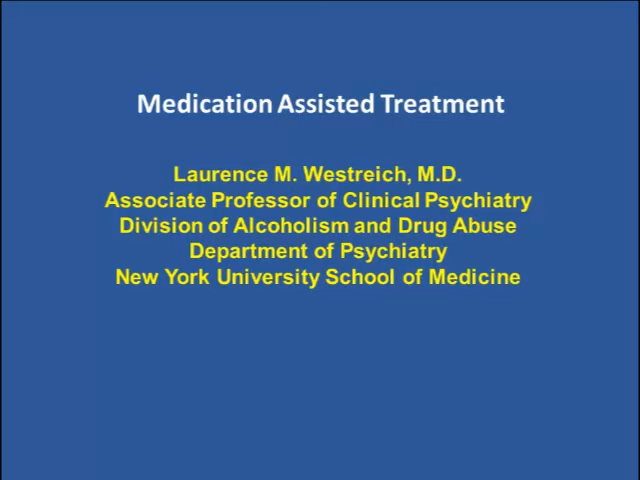 Medication Assisted Treatment
Laurence M. Westreich, M.D.
Associate Professor of Clinical Psychiatry
Division of Alcoholism and Drug Abuse
Department of Psychiatry
New York University School of Medicine